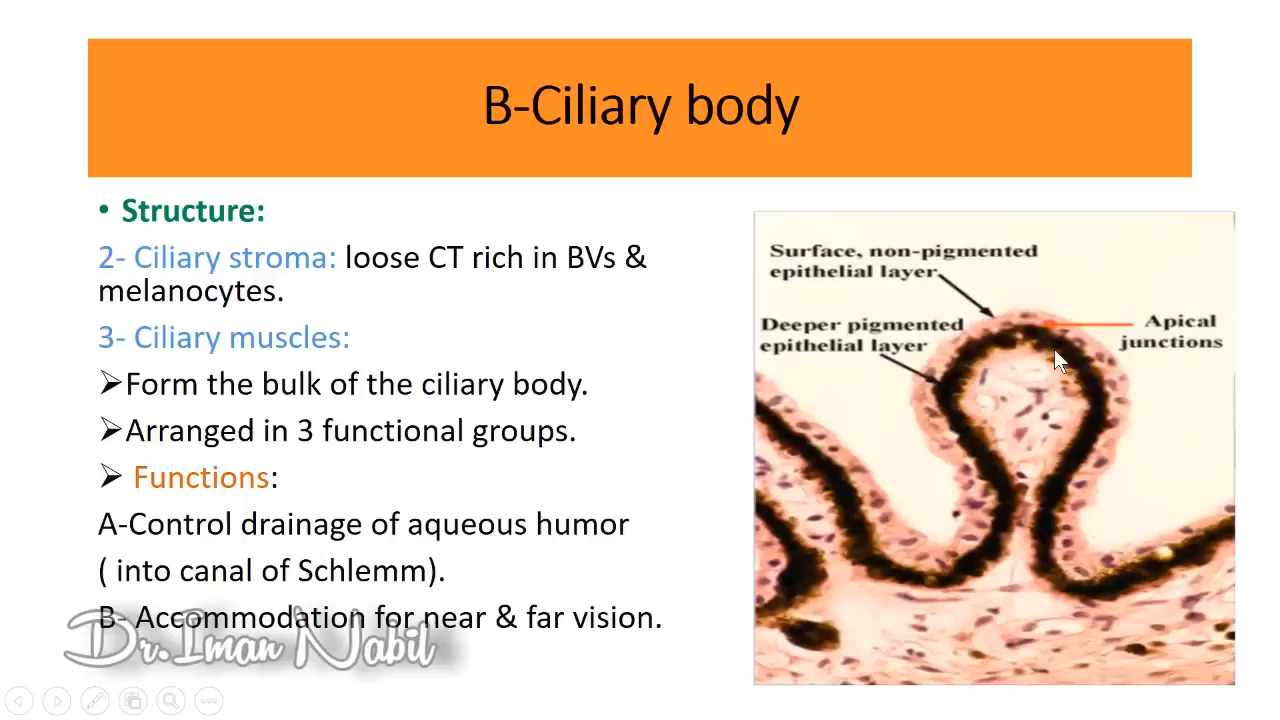 B-Ciliary body
• Structure:
2- Ciliary stroma: loose CT rich in BVs &
melanocytes.
3- Ciliary muscles:
➢Form the bulk of the ciliary body.
➢Arranged in 3 functional groups.
➢ Functions:
A-Control drainage of aqueous humor
( into canal of Schlemm).
B- Accommodation for near & far vision.
Dr.Iman Nabil
Surface, non-pigmented
epithelial layer
Deeper pigmented
epithelial layer
Apical
junctions